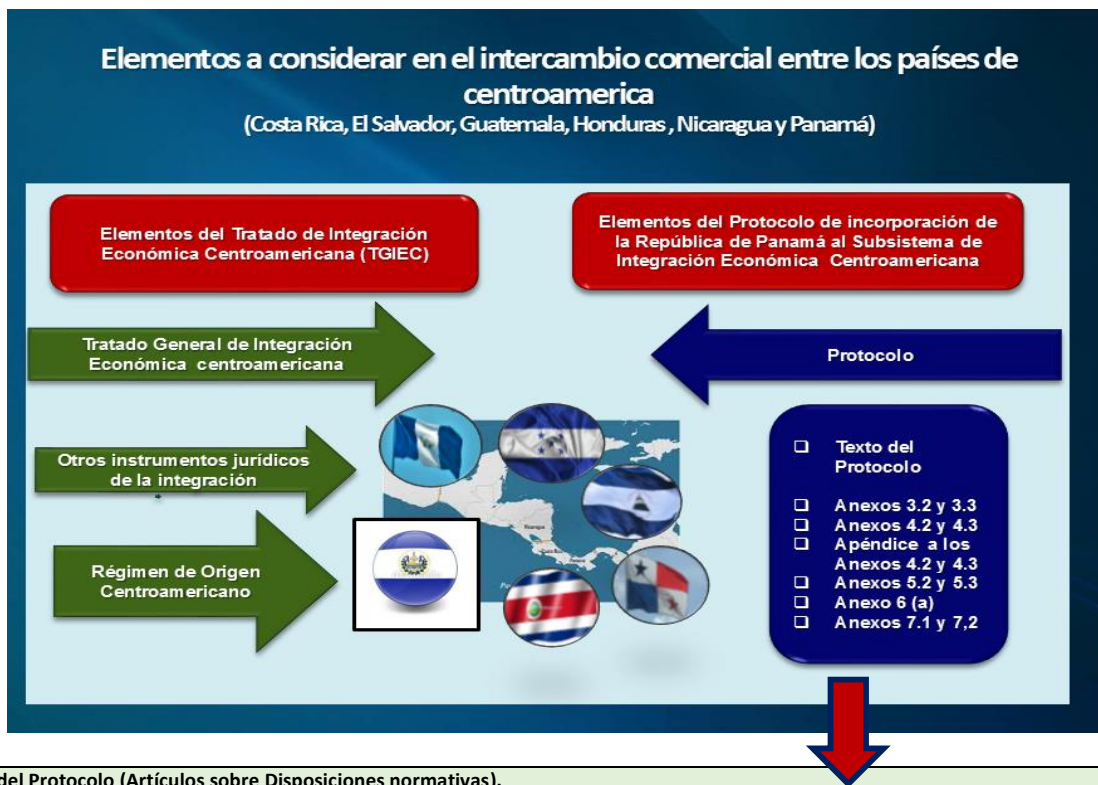 Elementos a considerar en el intercambio comercial entre los países de
centroamerica
(Costa Rica, El Salvador, Guatemala, Honduras , Nicaragua y Panamá)
Elementos del Tratado de Integración
Económica Centroamericana (TGIEC)
Elementos del Protocolo de incorporación de
la República de Panamá al Subsistema de
Integración Económica Centroamericana
Tratado General de Integración
Económica centroamericana
Protocolo
Otros instrumentos jurídicos
de la integración
Régimen de Origen
Centroamericano
Texto del
Protocolo
Anexos 3.2 y 3.3
Anexos 4.2 y 4.3
Apéndice a los
Anexos 4.2 y 4.3
Anexos 5.2 y 5.3
Anexo 6 (a)
Anexos 7.1 y 7,2
Nicaragua
del Protocolo (Artículos sobre Disposiciones normativas).